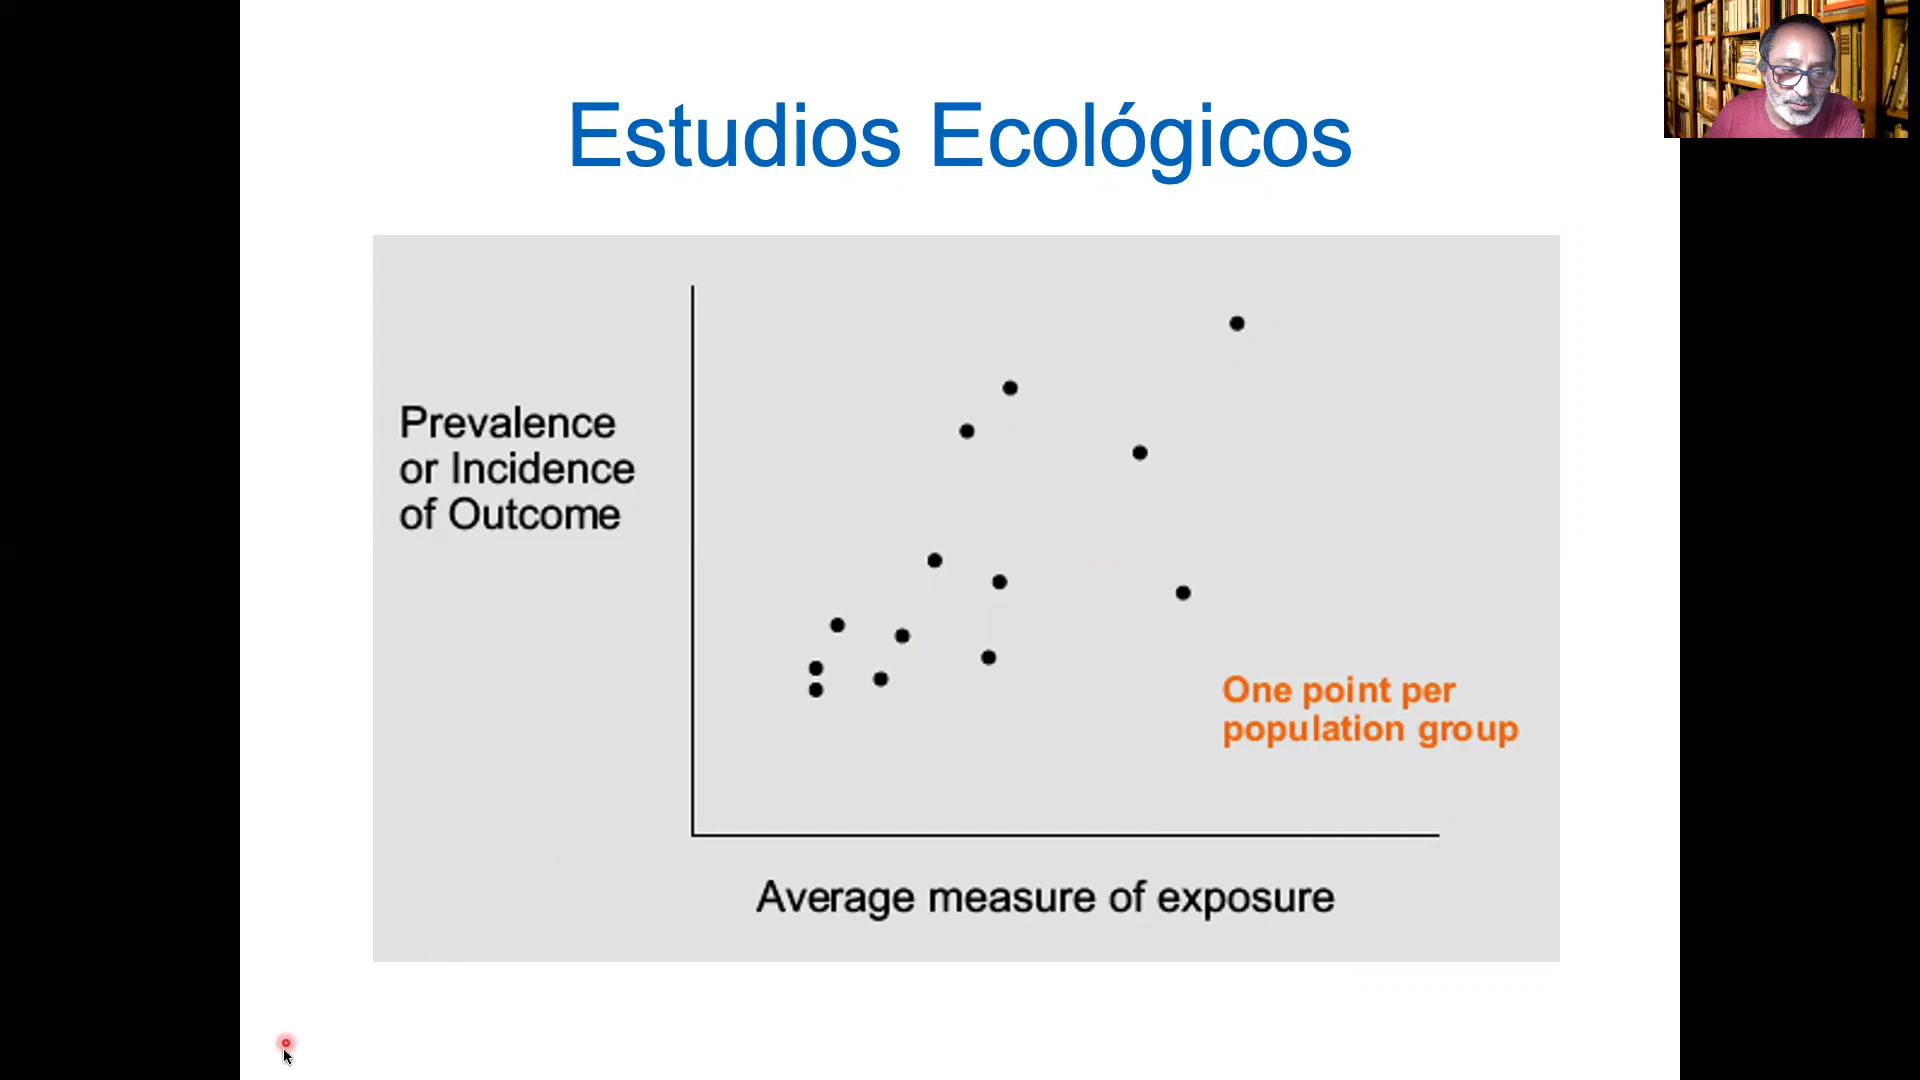 Estudios Ecológicos
Prevalence
or Incidence
of Outcome
One point per
population group
Average measure of exposure